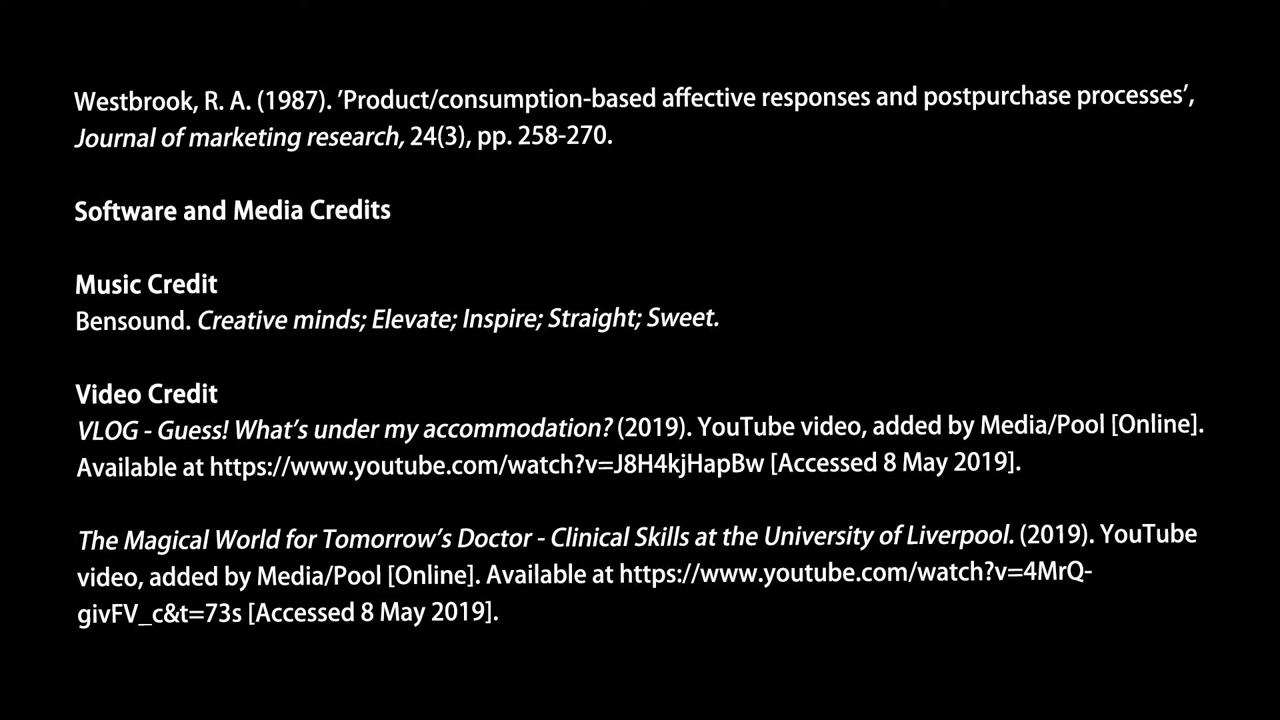 Westbrook, R. A. (1987). ’Product/consumption-based affective responses and postpurchase processes’,
Journal of marketing research, 24(3), pp. 258-270.
Software and Media Credits
Music Credit
Bensound. Creative minds; Elevate; Inspire; Straight; Sweet.
Video Credit
VLOG - Guess! What’s under my accommodation? (2019). YouTube video, added by Media/Pool [Online].
Available at https://www.youtube.com/watch?v=J8H4kjHapBw [Accessed 8 May 2019].
The Magical World for Tomorrow’s Doctor - Clinical Skills at the University of Liverpool. (2019). YouTube
video, added by Media/Pool [Online]. Available at https://www.youtube.com/watch?v=4MrQ-
givFV_c&t=73s [Accessed 8 May 2019].